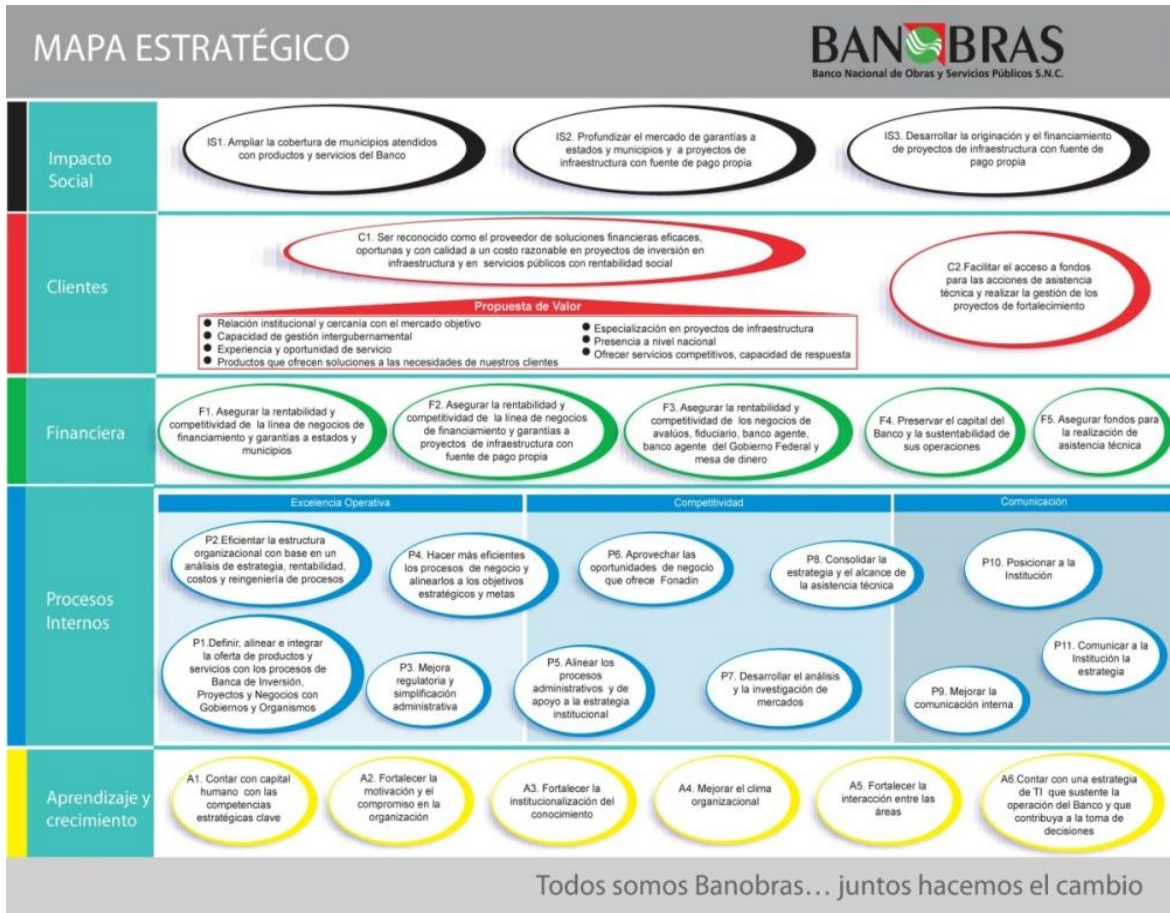 MAPA ESTRATÉGICO
BANOBRAS
Banco Nacional de Obras y Servicios Públicos S.N.C.
Impacto
Social
IS1. Ampliar la cobertura de municipios atendidos
con productos y servicios del Banco
IS2. Profundizar el mercado de garantías a
estados y municipios y a proyectos de
infraestructura con fuente de pago propia
IS3. Desarrollar la originación y el financiamiento
de proyectos de infraestructura con fuente de
pago propia
Clientes
C1. Ser reconocido como el proveedor de soluciones financieras eficaces,
oportunas y con calidad a un costo razonable en proyectos de inversión en
infraestructura y en servicios públicos con rentabilidad social
C2.Facilitar el acceso a fondos
para las acciones de asistencia
técnica y realizar la gestión de los
proyectos de fortalecimiento
Propuesta de Valor
● Relación institucional y cercanía con el mercado objetivo
● Capacidad de gestión intergubernamental
● Experiencia y oportunidad de servicio
● Productos que ofrecen soluciones a las necesidades de nuestros clientes
● Especialización en proyectos de infraestructura
● Presencia a nivel nacional
● Ofrecer servicios competitivos, capacidad de respuesta
Financiera
F1. Asegurar la rentabilidad y
competitividad de la línea de negocios de
financiamiento y garantías a estados y
municipios
F2. Asegurar la rentabilidad y
competitividad de la línea de negocios
de financiamiento y garantías a
proyectos de infraestructura con
fuente de pago propia
F3. Asegurar la rentabilidad y
competitividad de los negocios de
avalúos, fiduciario, banco agente,
banco agente del Gobierno Federal y
mesa de dinero
F4. Preservar el capital del
Banco y la sustentabilidad de
sus operaciones
F5. Asegurar fondos para
la realización de
asistencia técnica
Procesos
Internos
Excelencia Operativa
Competitividad
Comunicación
P2.Eficientar la estructura
organizacional con base en un
análisis de estrategia, rentabilidad,
costos y reingeniería de procesos
P4. Hacer más eficientes
los procesos de negocio y
alinearlos a los objetivos
estratégicos y metas
P6. Aprovechar las
oportunidades de negocio
que ofrece Fonadin
P8. Consolidar la
estrategia y el alcance de
la asistencia técnica
P10. Posicionar a la
Institución
P1.Definir, alinear e integrar
la oferta de productos y
servicios con los procesos de
Banca de Inversión,
Proyectos y Negocios con
Gobiernos y Organismos
P3. Mejora
regulatoria y
simplificación
administrativa
P5. Alinear los
procesos
administrativos y de
apoyo a la estrategia
institucional
P7. Desarrollar el análisis
y la investigación de
mercados
P9. Mejorar la
comunicación interna
P11. Comunicar a la
Institución la
estrategia
Aprendizaje y
crecimiento
A1. Contar con capital
humano con las
competencias
estratégicas clave
A2. Fortalecer la
motivación y el
compromiso en la
organización
A3. Fortalecer la
institucionalización del
conocimiento
A4. Mejorar el clima
organizacional
A5. Fortalecer la
interacción entre las
áreas
A6.Contar con una estrategia
de TI que sustente la
operación del Banco y que
contribuya a la toma de
decisiones
Todos somos Banobras... juntos hacemos el cambio